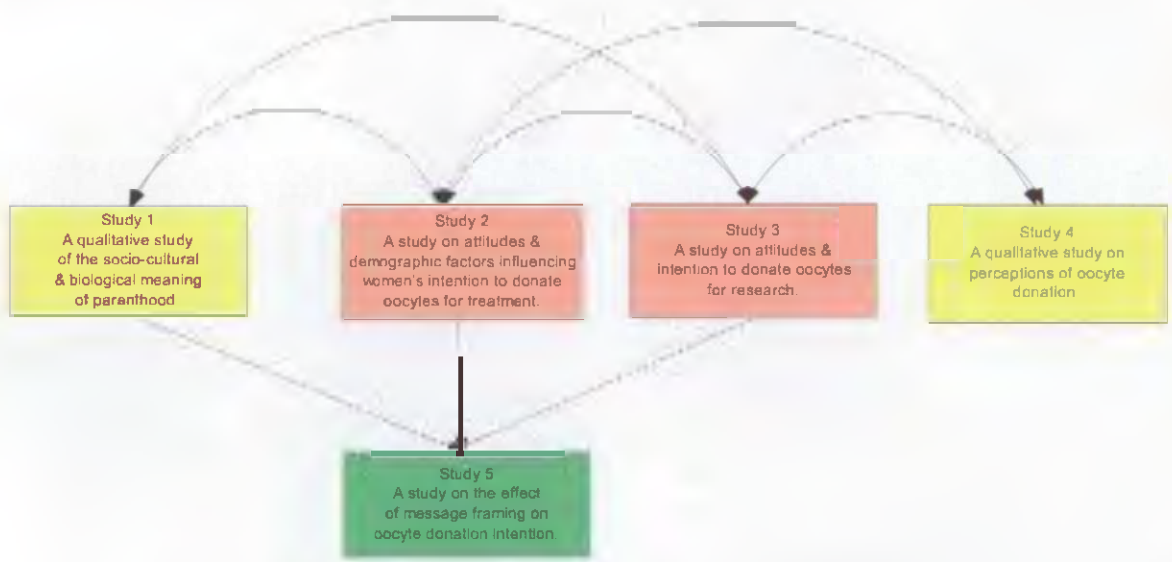 Study 1
A qualitative study
of the socio-cultural
& biological meaning
of parenthood
Study 2
A study on attitudes &
demographic factors influencing
women's intention to donate
oocytes for treatment.
Study 3
A study on attitudes &
intention to donate oocytes
for research.
Study 4
A qualitative study on
perceptions of oocyte
donation
Study 5
A study on the effect
of message framing on
oocyte donation intention.